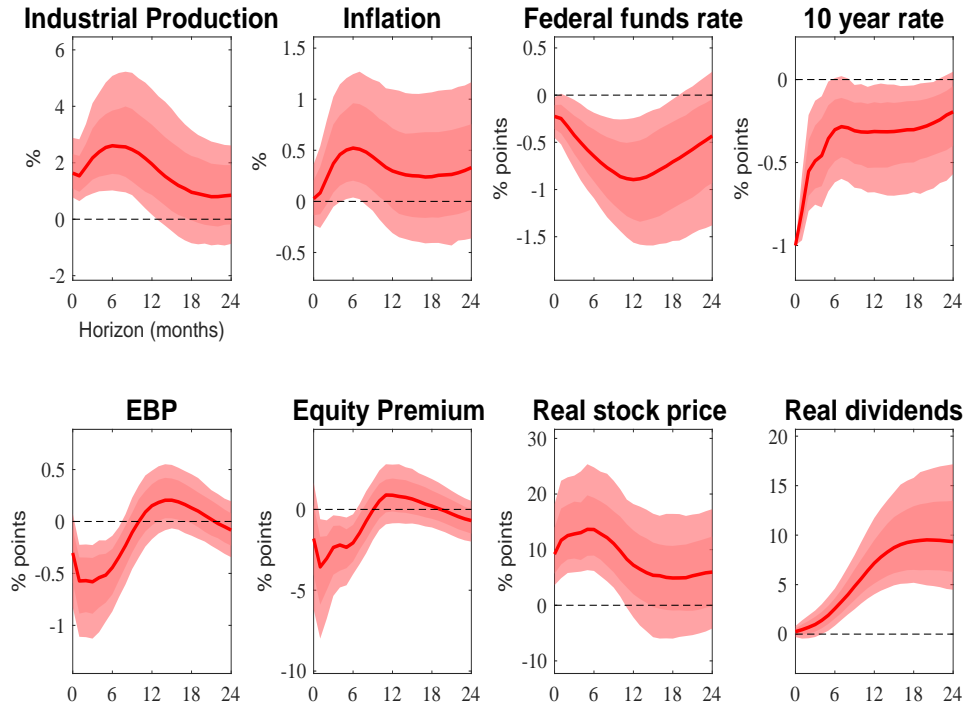 Industrial Production
6
4
2
0
-2
%
0 6 12 18 24
Horizon (months)
Inflation
1.5
1
0.5
0
-0.5
%
0 6 12 18 24
Federal funds rate
0.5
0
-0.5
-1
-1.5
% points
0 6 12 18 24
10 year rate
0
-0.5
-1
% points
0 6 12 18 24
EBP
0.5
0
-0.5
-1
% points
0 6 12 18 24
Equity Premium
5
0
-5
-10
% points
0 6 12 18 24
Real stock price
30
20
10
0
-10
% points
0 6 12 18 24
Real dividends
20
15
10
5
0
% points
0 6 12 18 24